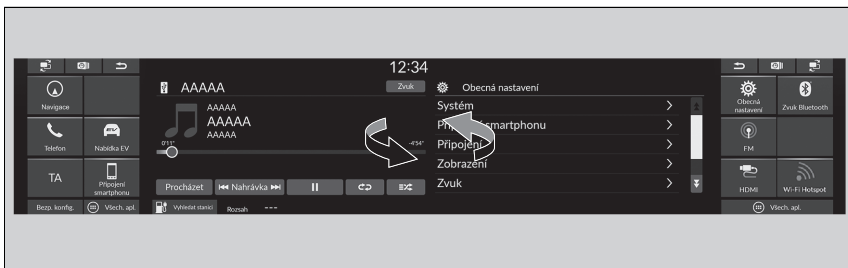 12:34
Navigace
Telefon
Nabídka EV
TA
Připojení
smartphonu
Bezp. konfig.
Všech. apl.
AAAAA
Zvuk
AAAAA
AAAAA
AAAAA
0'11"
-4'54"
Procházet
Nahrávka
Vyhledat stanici
Rozsah ---
Obecná nastavení
Systém
smartphonu
Připojení
Zobrazení
Zvuk
Obecná
nastavení
Zvuk Bluetooth
FM
HDMI
Wi-Fi Hotspot
Všech. apl.